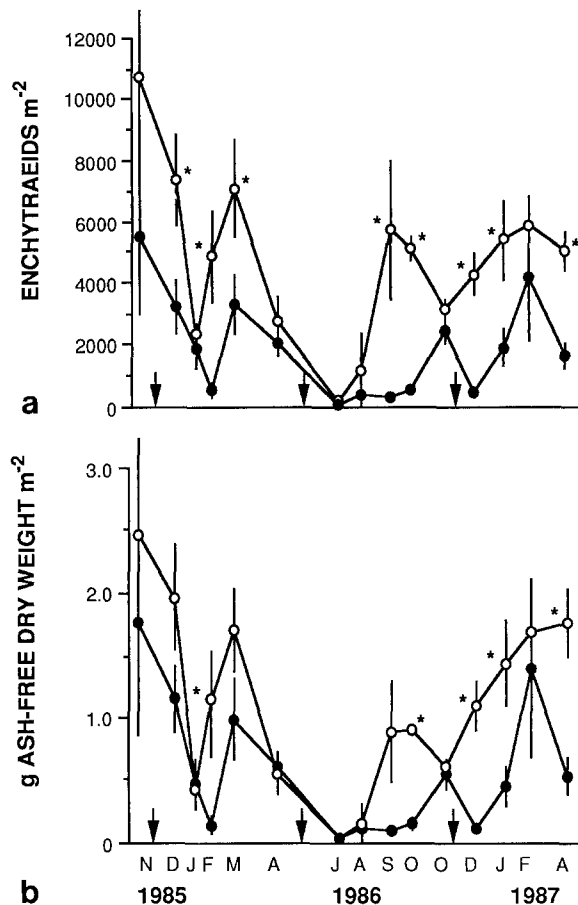 12000
10000
8000
6000
4000
2000
0
ENCHYTRAEIDS m-2
* * * * * * * *
a
3.0
2.0
1.0
0
g ASH-FREE DRY WEIGHT m-2
* * * * *
N D J F M A J A S O O D J F A
b
1985 1986 1987